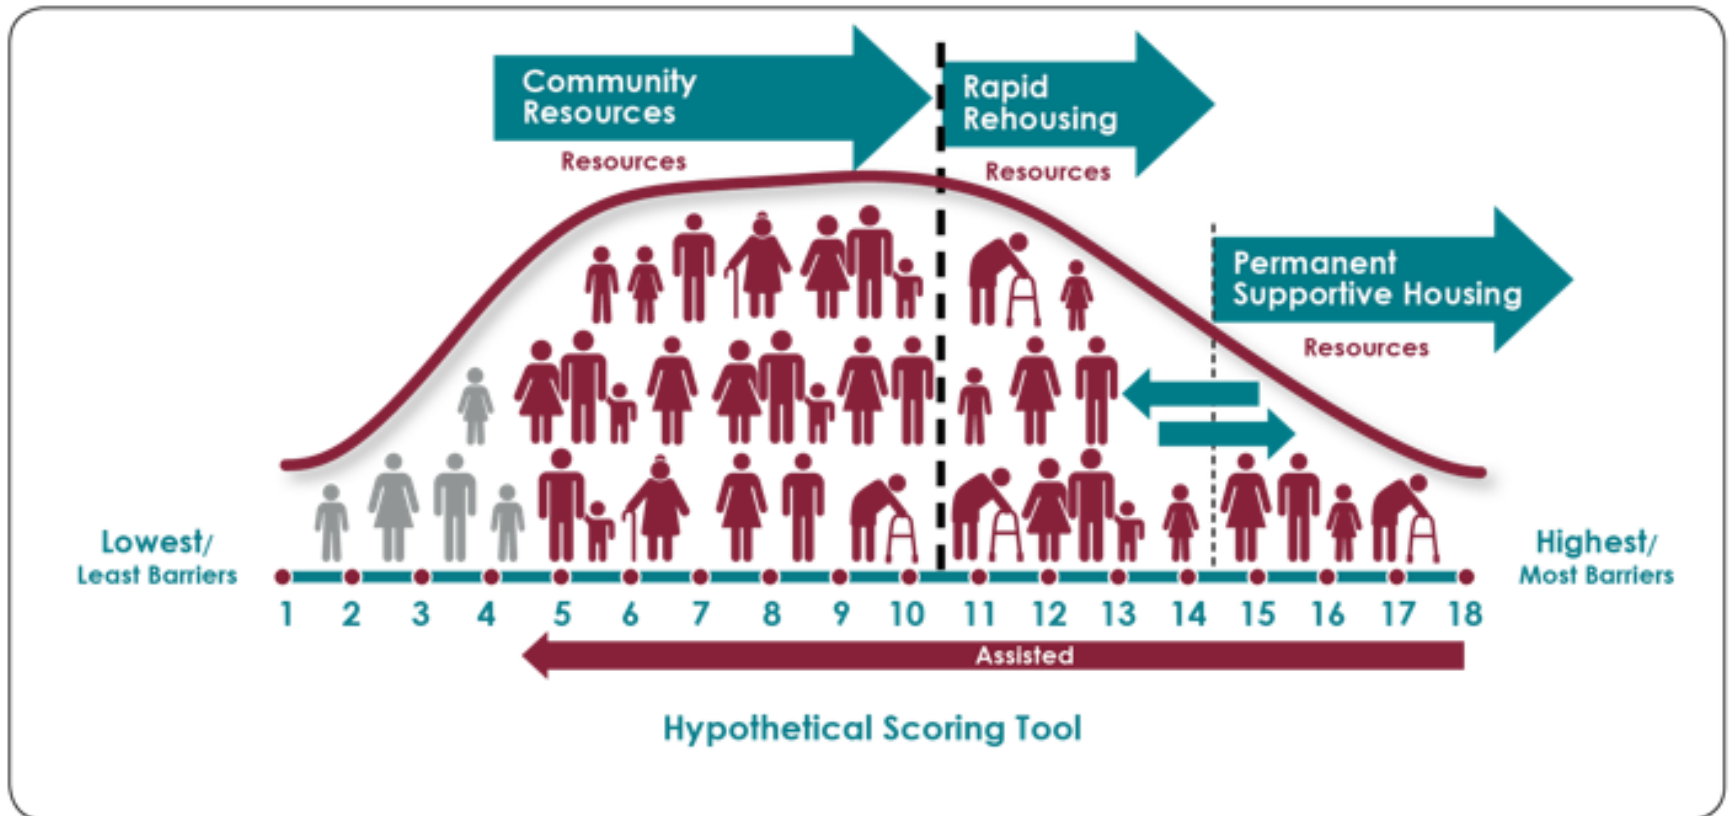 Community
Resources
Resources
Rapid
Rehousing
Resources
Permanent
Supportive Housing
Resources
Lowest/
Least Barriers
Highest/
Most Barriers
1 2 3 4 5 6 7 8 9 10 11 12 13 14 15 16 17 18
Assisted
Hypothetical Scoring Tool